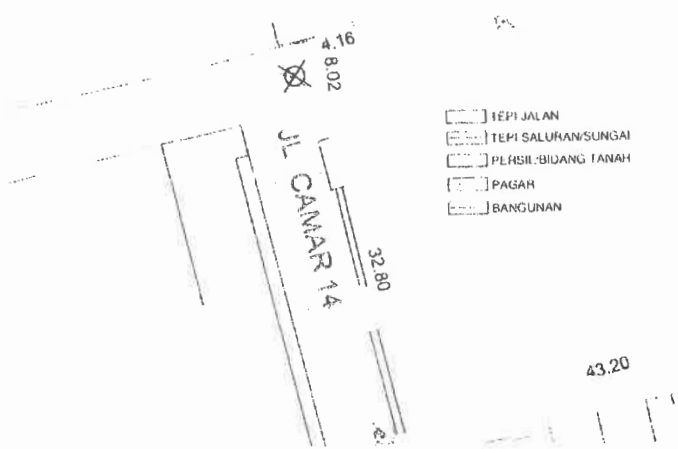 4.16
8.02
JL. CAMAR 14
32.80
TEPI JALAN
TEPI SALURAN/SUNGAI
PERSIL/BIDANG TANAH
PAGAR
BANGUNAN
43.20